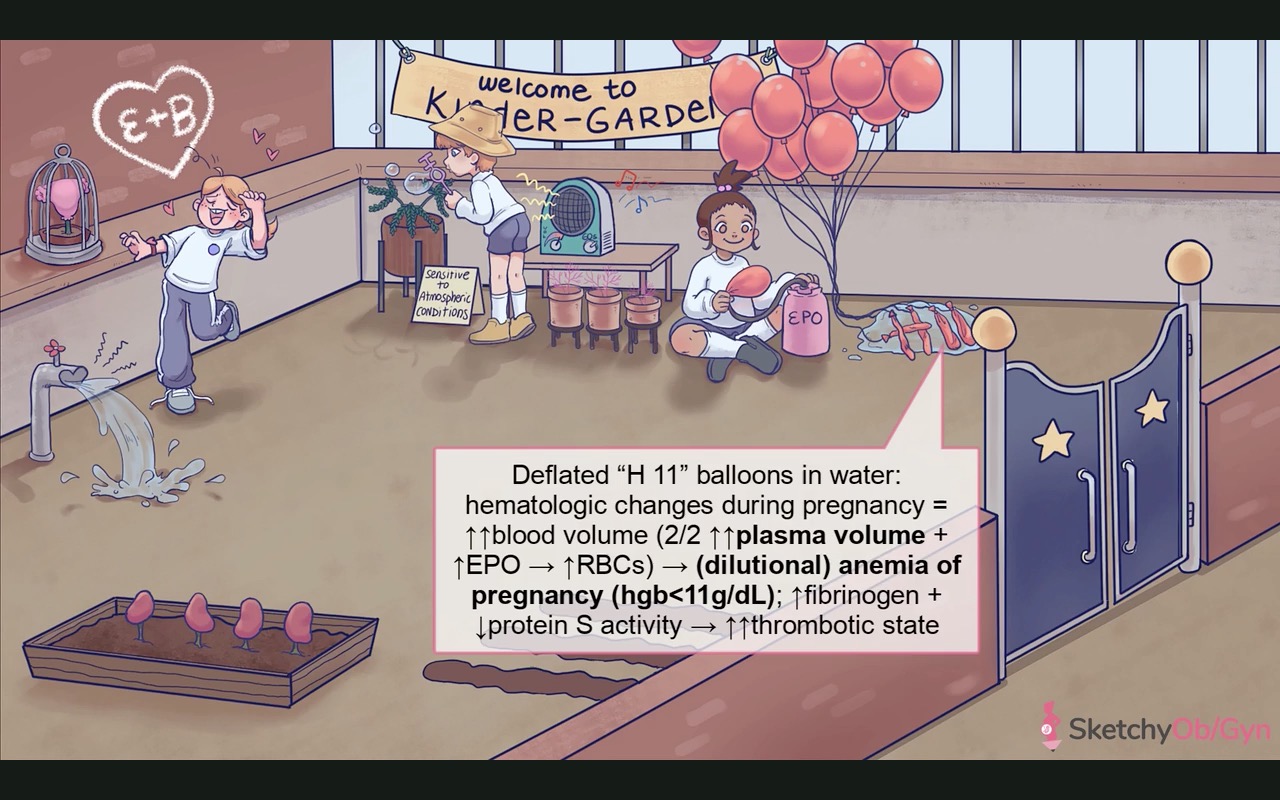 welcome to
KinDER-GARDEN
E+B
Sensitive
to
Atmospheric
Conditions
EPO
H 11
Deflated “H 11” balloons in water:
hematologic changes during pregnancy =
↑↑blood volume (2/2 ↑↑plasma volume +
↑EPO → ↑RBCs) → (dilutional) anemia of
pregnancy (hgb<11g/dL); ↑fibrinogen +
↓protein S activity → ↑↑thrombotic state
SketchyOb/Gyn